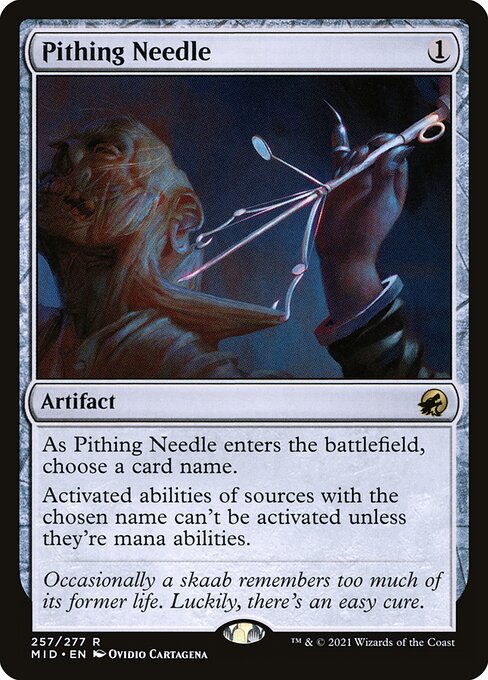 Pithing Needle 1
Artifact
As Pithing Needle enters the battlefield,
choose a card name.
Activated abilities of sources with the
chosen name can't be activated unless
they're mana abilities.
Occasionally a skaab remembers too much of
its former life. Luckily, there's an easy cure.
257/277 R
MID • EN Ovidio Cartagena
™ & © 2021 Wizards of the Coast